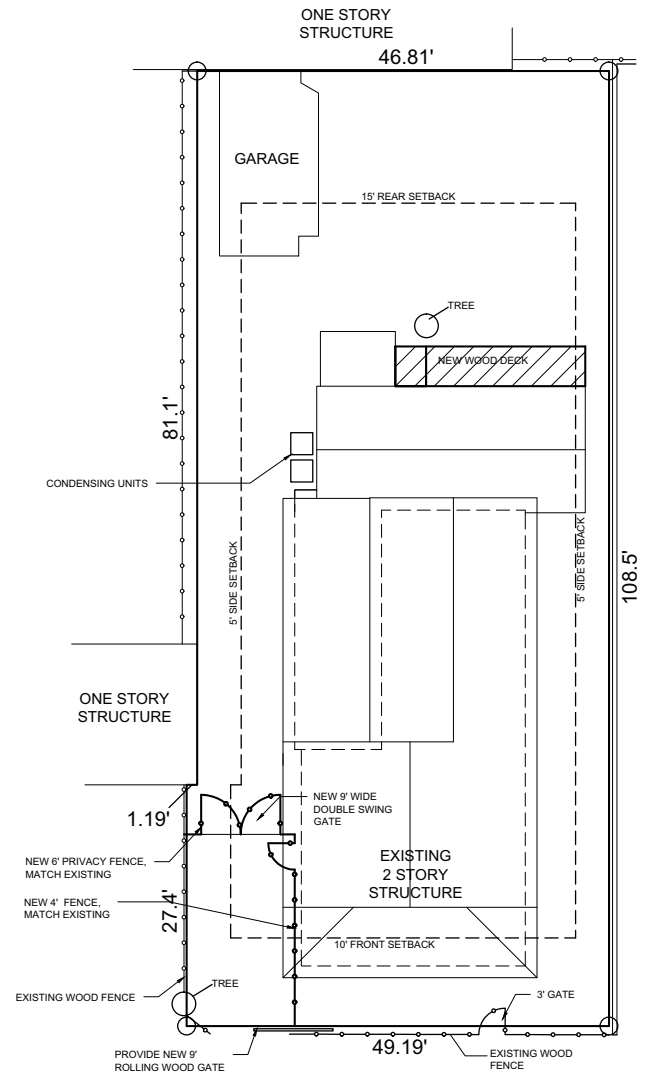 ONE STORY
STRUCTURE
46.81'
GARAGE
15' REAR SETBACK
TREE
NEW WOOD DECK
81.1'
CONDENSING UNITS
5' SIDE SETBACK
5' SIDE SETBACK
108.5'
ONE STORY
STRUCTURE
1.19'
NEW 9' WIDE
DOUBLE SWING
GATE
NEW 6' PRIVACY FENCE,
MATCH EXISTING
EXISTING
2 STORY
STRUCTURE
NEW 4' FENCE,
MATCH EXISTING
27.4'
10' FRONT SETBACK
EXISTING WOOD FENCE
TREE
3' GATE
PROVIDE NEW 9'
ROLLING WOOD GATE
49.19'
EXISTING WOOD
FENCE